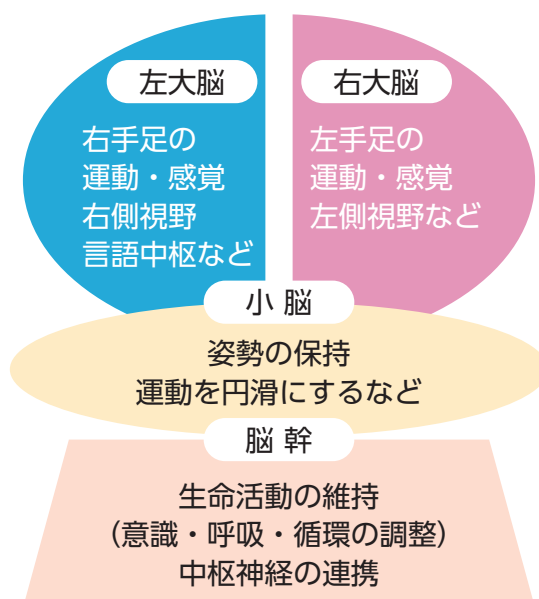 左大脳
右手足の
運動・感覚
右側視野
言語中枢など
右大脳
左手足の
運動・感覚
左側視野など
小 脳
姿勢の保持
運動を円滑にするなど
脳 幹
生命活動の維持
(意識・呼吸・循環の調整)
中枢神経の連携